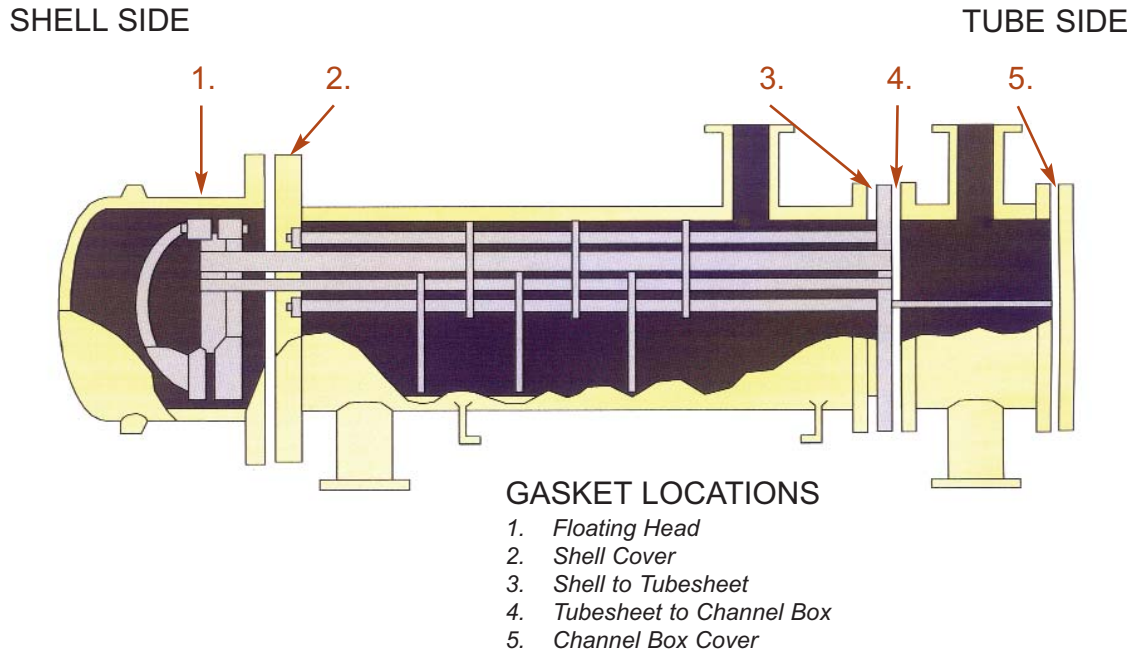 SHELL SIDE
TUBE SIDE
1.
2.
3.
4.
5.
GASKET LOCATIONS
1. Floating Head
2. Shell Cover
3. Shell to Tubesheet
4. Tubesheet to Channel Box
5. Channel Box Cover